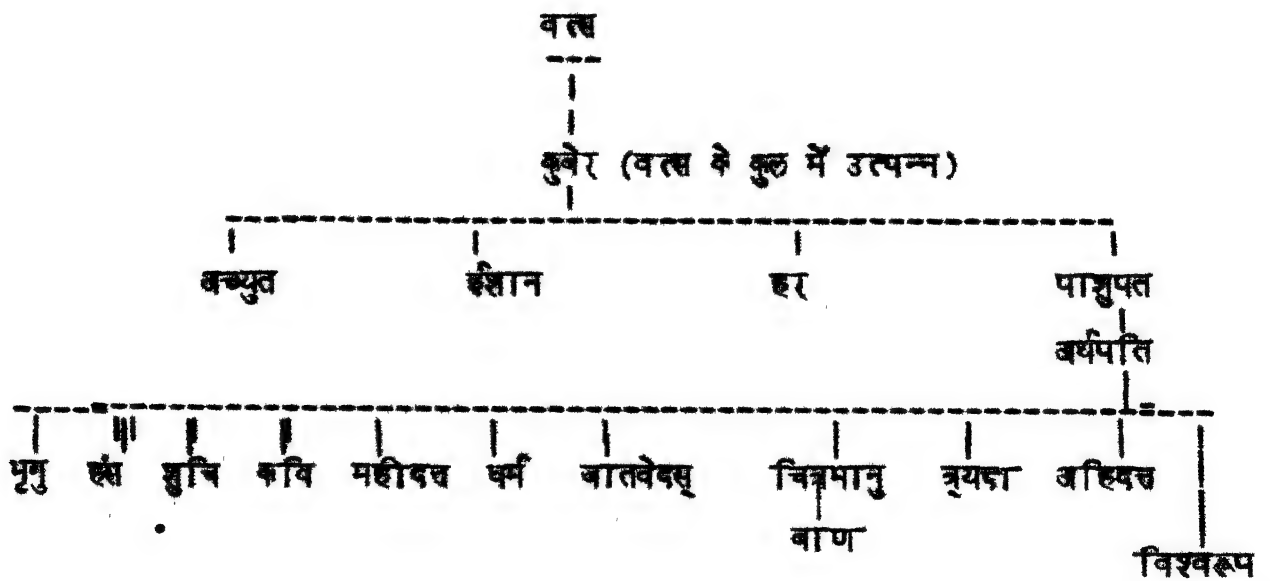 वत्स
कुबेर (वत्स के कुल में उत्पन्न)
अच्युत ईशान हर पाशुपत
अर्थपति
भृगु हंस शुचि कवि महीदत्त धर्म जातवेदस् चित्रभानु त्र्यक्ष अहिदत्त
बाण
विश्वरूप